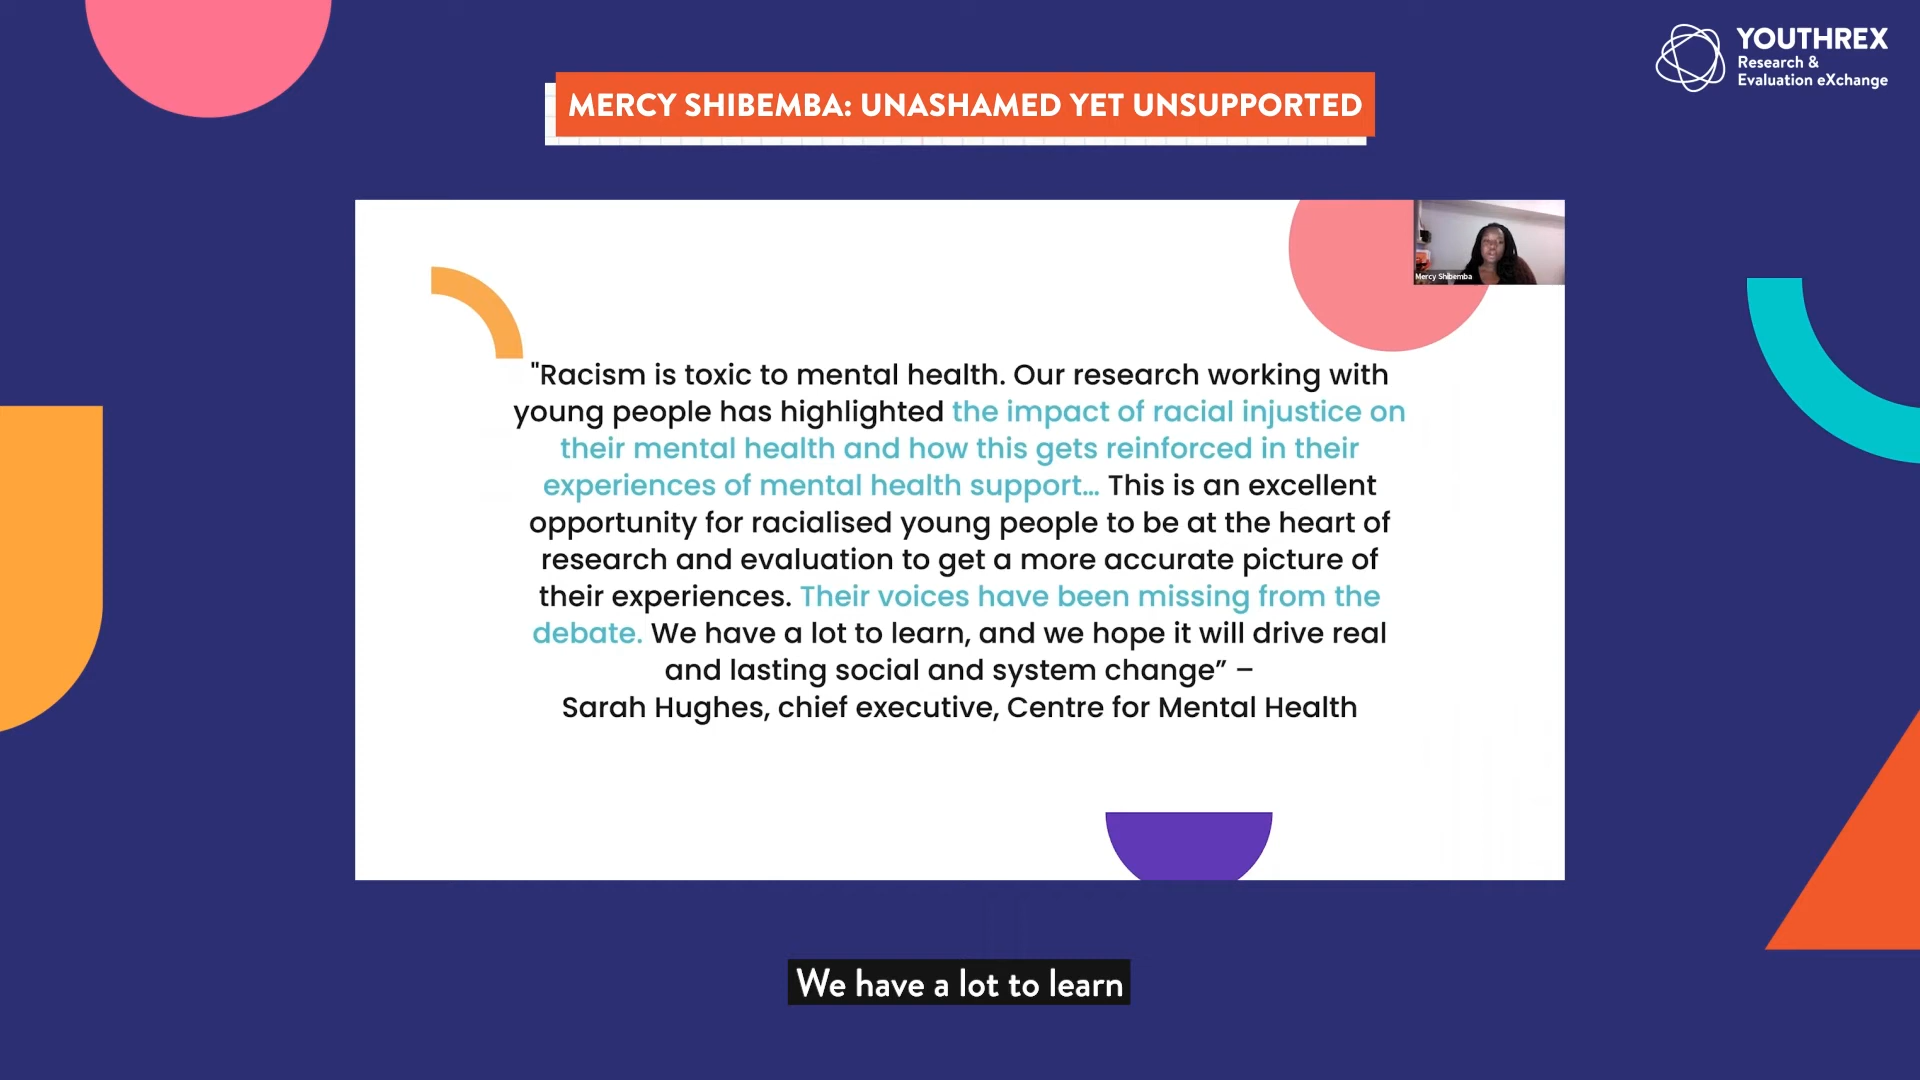 YOUTHREX
Research &
Evaluation eXchange
MERCY SHIBEMBA: UNASHAMED YET UNSUPPORTED
Mercy Shibemba
"Racism is toxic to mental health. Our research working with
young people has highlighted the impact of racial injustice on
their mental health and how this gets reinforced in their
experiences of mental health support... This is an excellent
opportunity for racialised young people to be at the heart of
research and evaluation to get a more accurate picture of
their experiences. Their voices have been missing from the
debate. We have a lot to learn, and we hope it will drive real
and lasting social and system change” –
Sarah Hughes, chief executive, Centre for Mental Health
We have a lot to learn